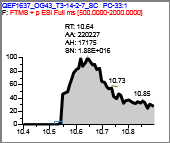 QEF1637_OG43_T3-14-2-7_SC PC-33:1
F: FTMS + p ESI Full ms [500.0000-2000.0000]
RT: 10.64
AA: 220227
AH: 17175
SN: 1.88E+016
100
80
60
40
20
0
10.73
10.85
10.4 10.5 10.6 10.7 10.8